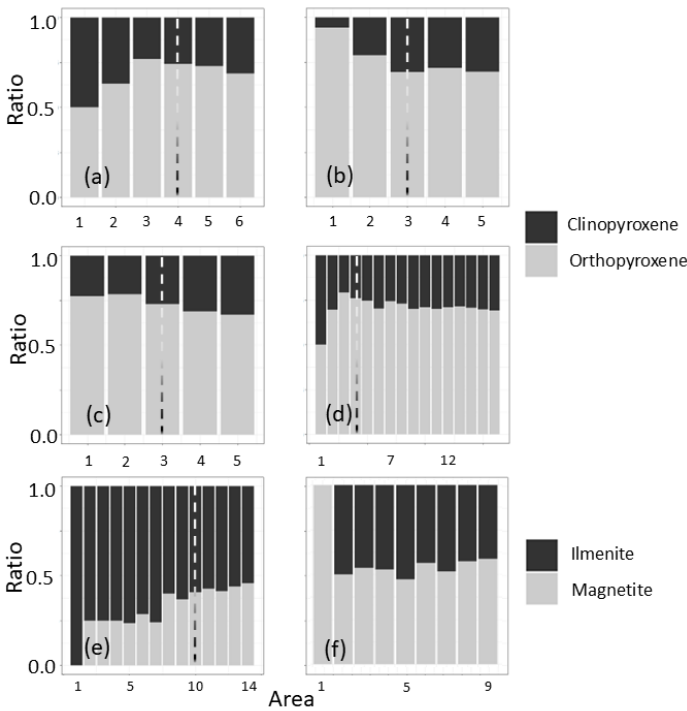 1.0
0.5
0.0
Ratio
(a)
1 2 3 4 5 6
(b)
1 2 3 4 5
Clinopyroxene
Orthopyroxene
1.0
0.5
0.0
Ratio
(c)
1 2 3 4 5
(d)
1 7 12
1.0
0.5
0.0
Ratio
(e)
1 5 10 14
(f)
1 5 9
Ilmenite
Magnetite
Area